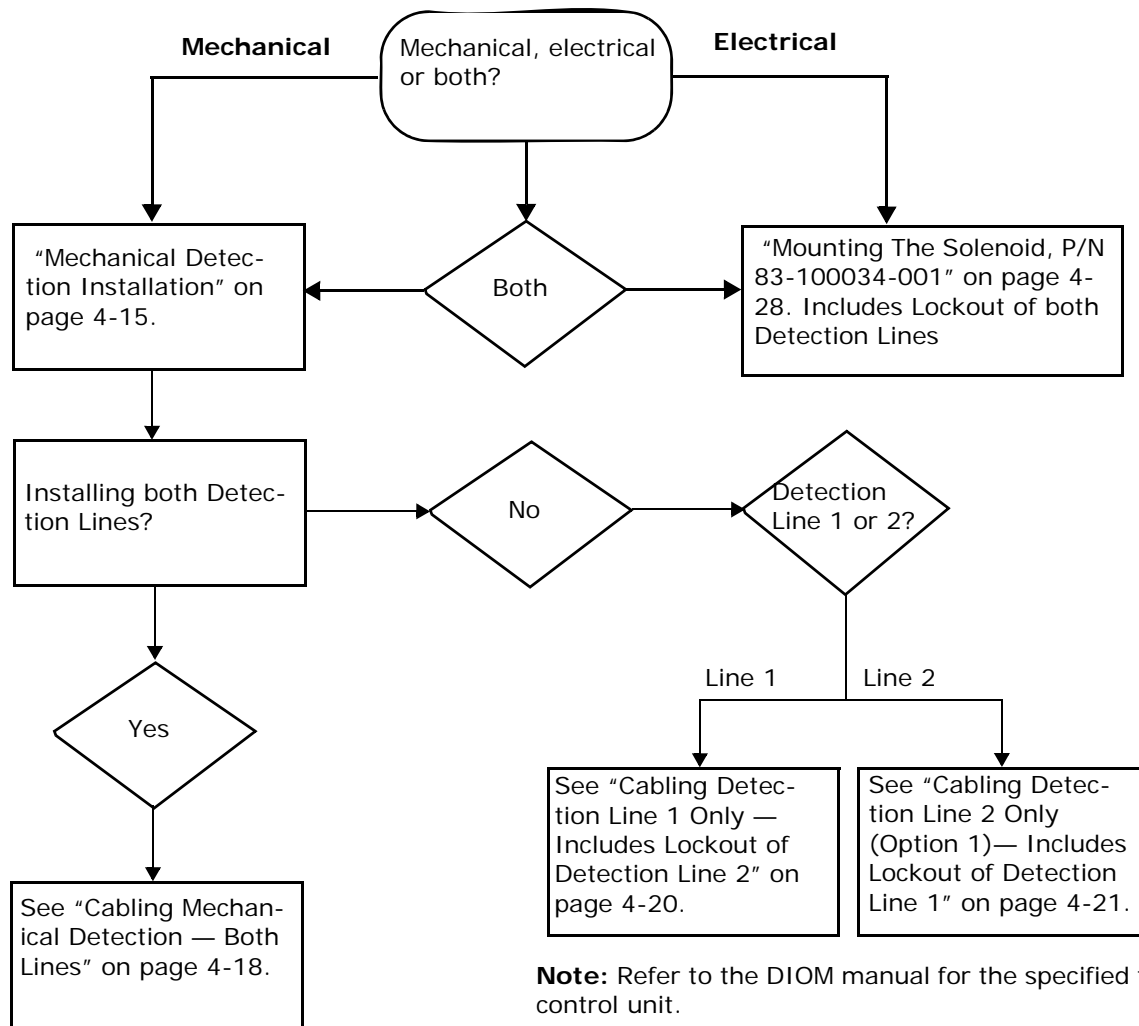 Mechanical
Mechanical, electrical
or both?
Electrical
"Mechanical Detec-
tion Installation" on
page 4-15.
Both
"Mounting The Solenoid, P/N
83-100034-001" on page 4-
28. Includes Lockout of both
Detection Lines
Installing both Detec-
tion Lines?
No
Detection
Line 1 or 2?
Yes
Line 1
Line 2
See "Cabling Detec-
tion Line 1 Only —
Includes Lockout of
Detection Line 2" on
page 4-20.
See "Cabling Detec-
tion Line 2 Only
(Option 1)— Includes
Lockout of Detection
Line 1" on page 4-21.
See "Cabling Mechan-
ical Detection — Both
Lines" on page 4-18.
Note: Refer to the DIOM manual for the specified
control unit.